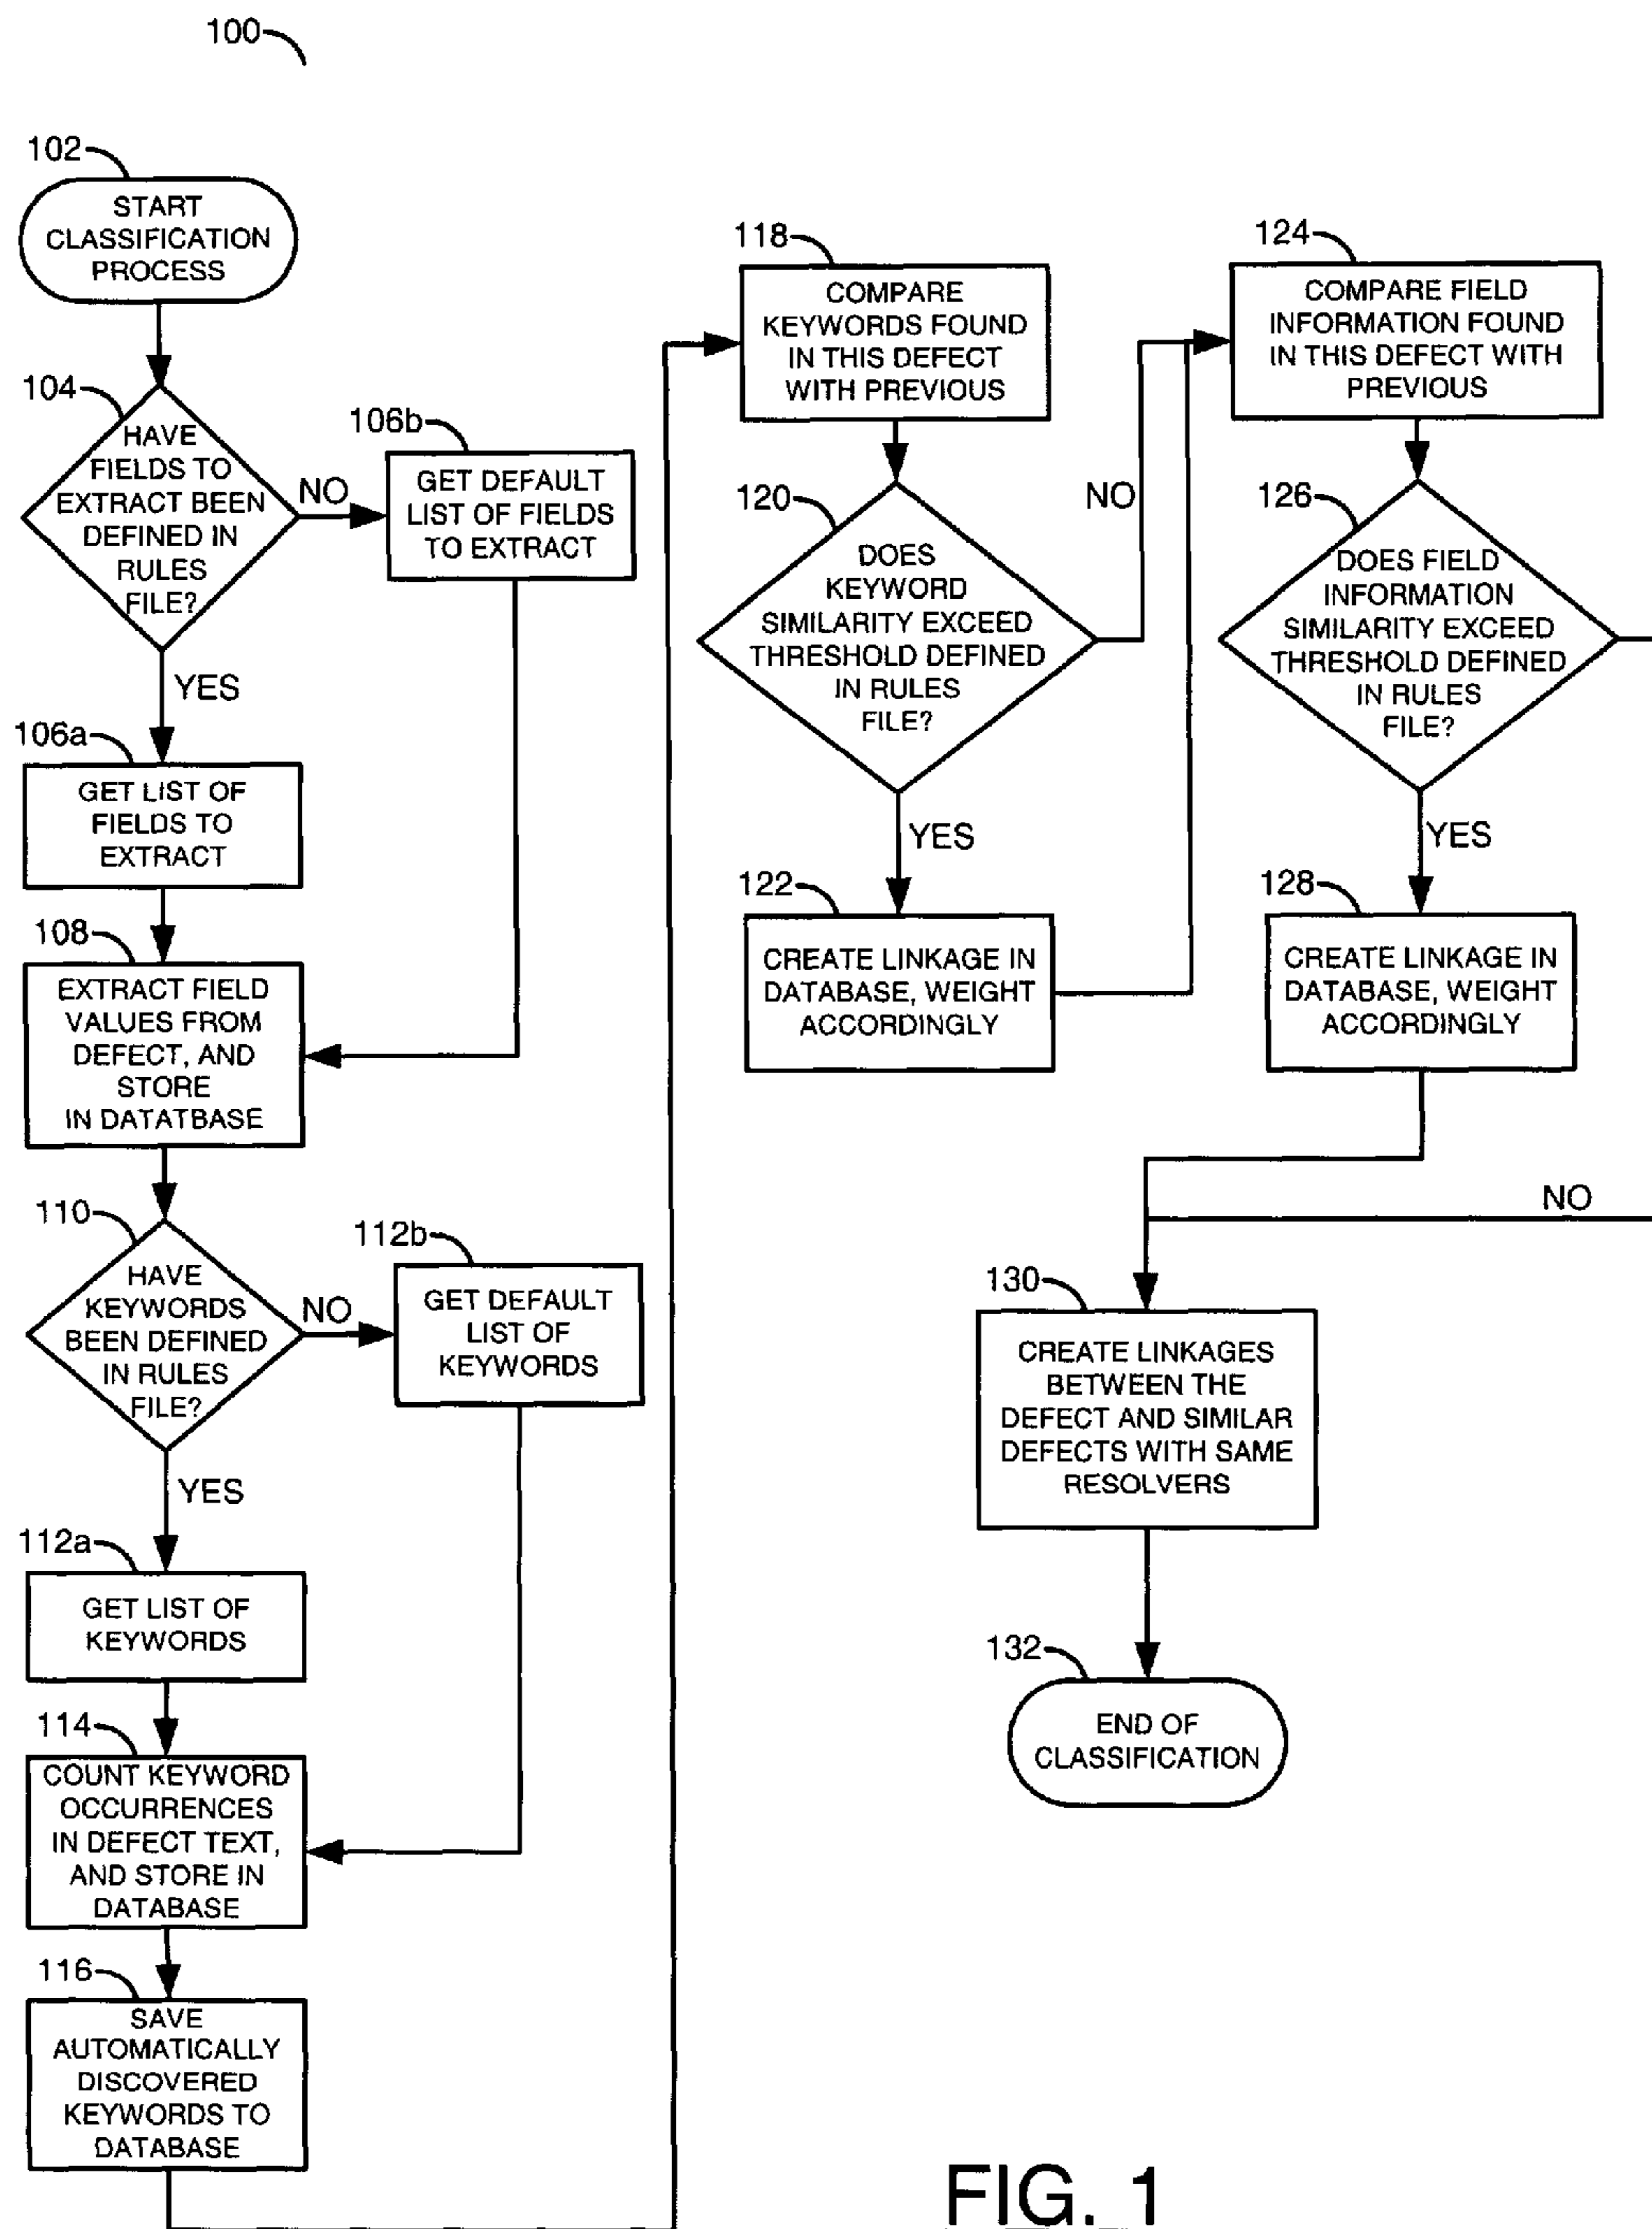 100
102
START
CLASSIFICATION
PROCESS
104
HAVE
FIELDS TO
EXTRACT BEEN
DEFINED IN
RULES
FILE?
NO
106b
GET DEFAULT
LIST OF FIELDS
TO EXTRACT
YES
106a
GET LIST OF
FIELDS TO
EXTRACT
108
EXTRACT FIELD
VALUES FROM
DEFECT, AND
STORE
IN DATATBASE
110
HAVE
KEYWORDS
BEEN DEFINED
IN RULES
FILE?
NO
112b
GET DEFAULT
LIST OF
KEYWORDS
YES
112a
GET LIST OF
KEYWORDS
114
COUNT KEYWORD
OCCURRENCES
IN DEFECT TEXT,
AND STORE IN
DATABASE
116
SAVE
AUTOMATICALLY
DISCOVERED
KEYWORDS TO
DATABASE
118
COMPARE
KEYWORDS FOUND
IN THIS DEFECT
WITH PREVIOUS
120
DOES
KEYWORD
SIMILARITY EXCEED
THRESHOLD DEFINED
IN RULES
FILE?
NO
YES
122
CREATE LINKAGE IN
DATABASE, WEIGHT
ACCORDINGLY
124
COMPARE FIELD
INFORMATION FOUND
IN THIS DEFECT WITH
PREVIOUS
126
DOES FIELD
INFORMATION
SIMILARITY EXCEED
THRESHOLD DEFINED
IN RULES
FILE?
YES
128
CREATE LINKAGE IN
DATABASE, WEIGHT
ACCORDINGLY
NO
130
CREATE LINKAGES
BETWEEN THE
DEFECT AND SIMILAR
DEFECTS WITH SAME
RESOLVERS
132
END OF
CLASSIFICATION
FIG. 1